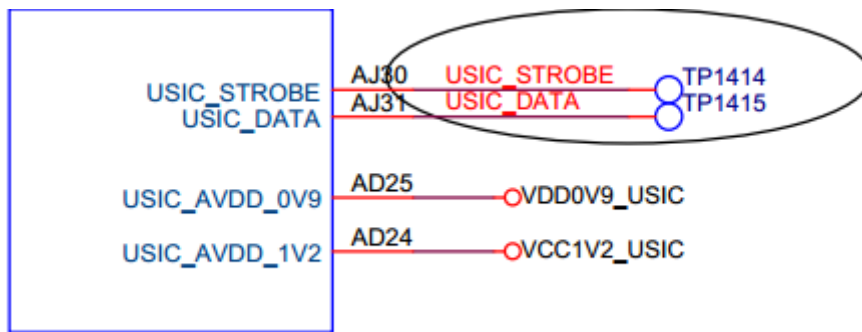 USIC_STROBE AJ30 USIC_STROBE TP1414
USIC_DATA AJ31 USIC_DATA TP1415
USIC_AVDD_0V9 AD25 VDD0V9_USIC
USIC_AVDD_1V2 AD24 VCC1V2_USIC